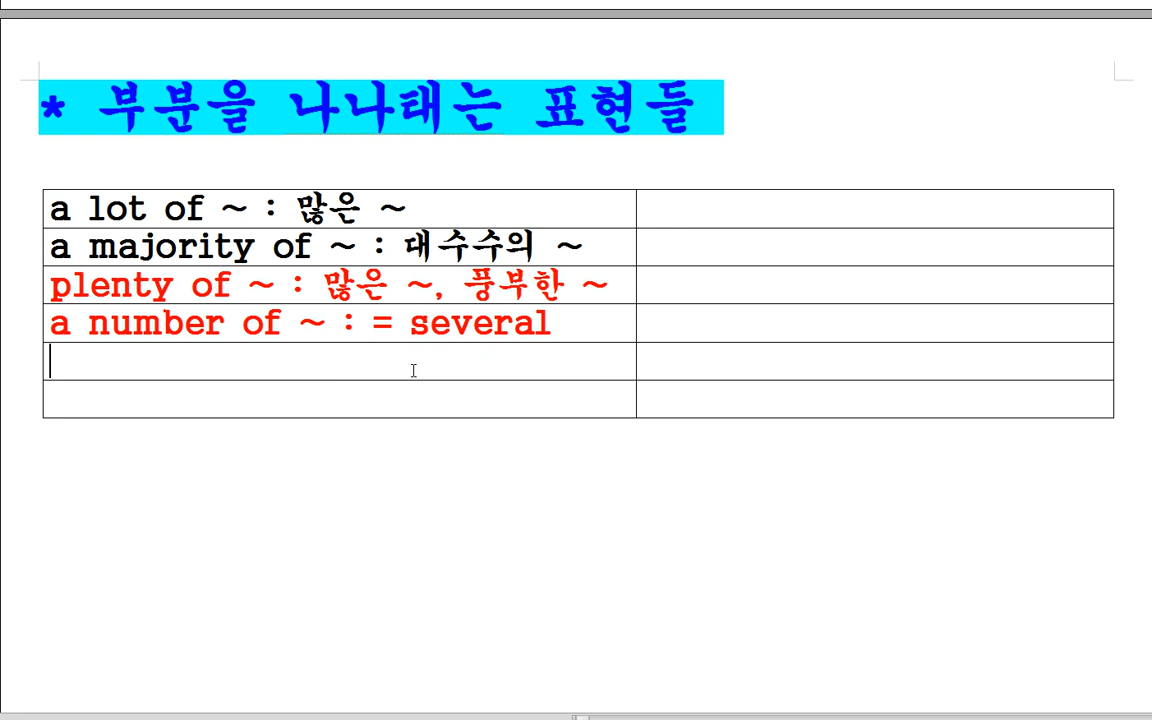 * 부분을 나나태는 표현들
a lot of ~ : 많은 ~
a majority of ~ : 대수수의 ~
plenty of ~ : 많은 ~, 풍부한 ~
a number of ~ : = several